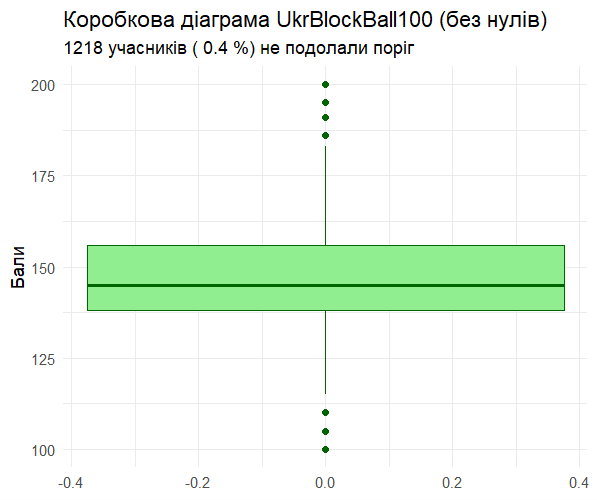 Коробкова діаграма UkrBlockBall100 (без нулів)
1218 учасників ( 0.4 %) не подолали поріг
Бали
200
175
150
125
100
-0.4 -0.2 0.0 0.2 0.4